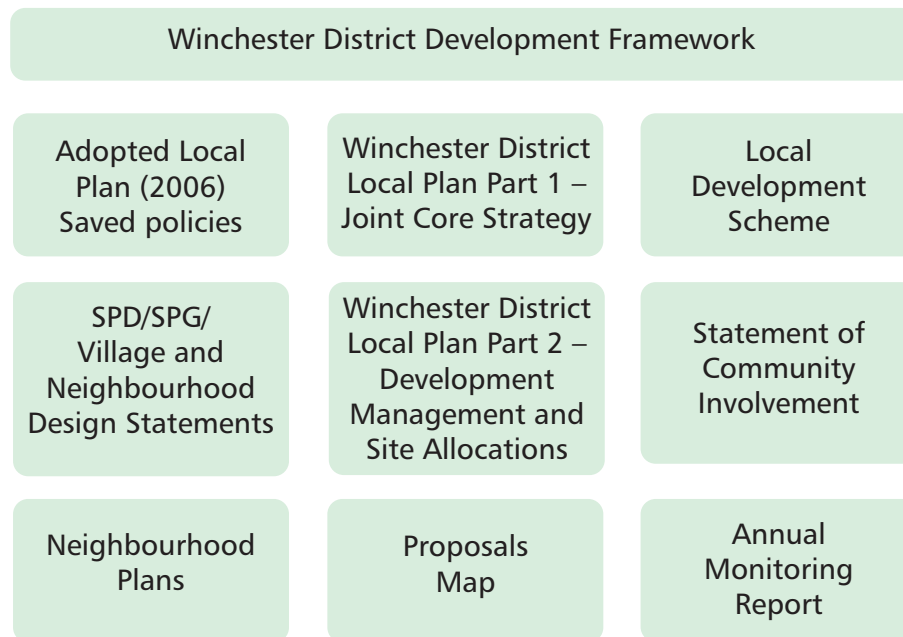 Winchester District Development Framework
Adopted Local
Plan (2006)
Saved policies
Winchester District
Local Plan Part 1 –
Joint Core Strategy
Local
Development
Scheme
SPD/SPG/
Village and
Neighbourhood
Design Statements
Winchester District
Local Plan Part 2 –
Development
Management and
Site Allocations
Statement of
Community
Involvement
Neighbourhood
Plans
Proposals
Map
Annual
Monitoring
Report